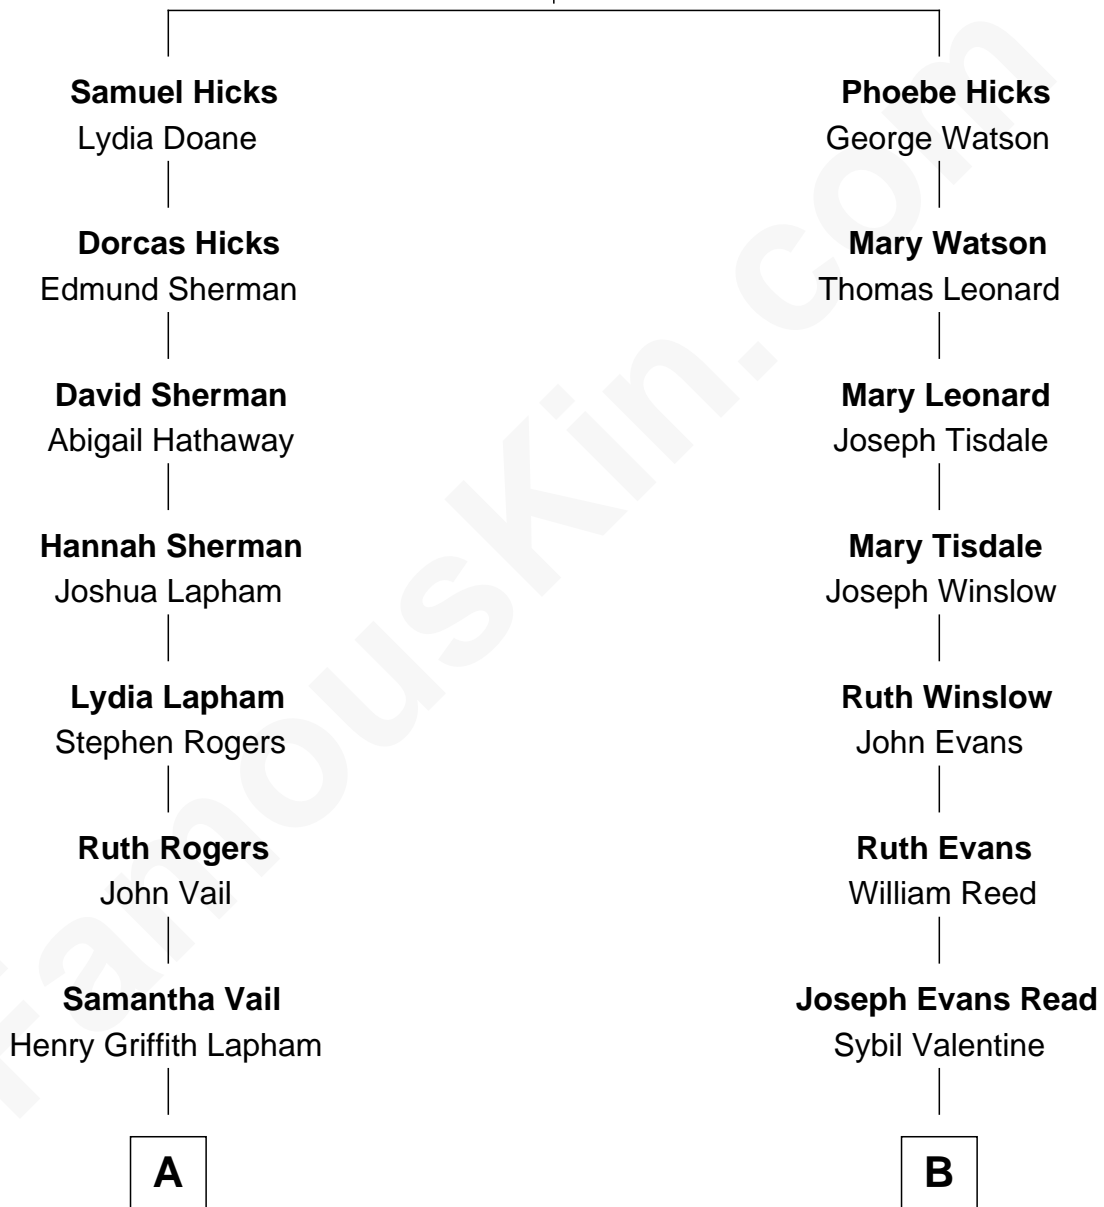 Samuel Hicks
Lydia Doane
Phoebe Hicks
George Watson
Dorcas Hicks
Edmund Sherman
Mary Watson
Thomas Leonard
David Sherman
Abigail Hathaway
Mary Leonard
Joseph Tisdale
Hannah Sherman
Joshua Lapham
Mary Tisdale
Joseph Winslow
Lydia Lapham
Stephen Rogers
Ruth Winslow
John Evans
Ruth Rogers
John Vail
Ruth Evans
William Reed
Samantha Vail
Henry Griffith Lapham
Joseph Evans Read
Sybil Valentine
A
B
FamousKin.com